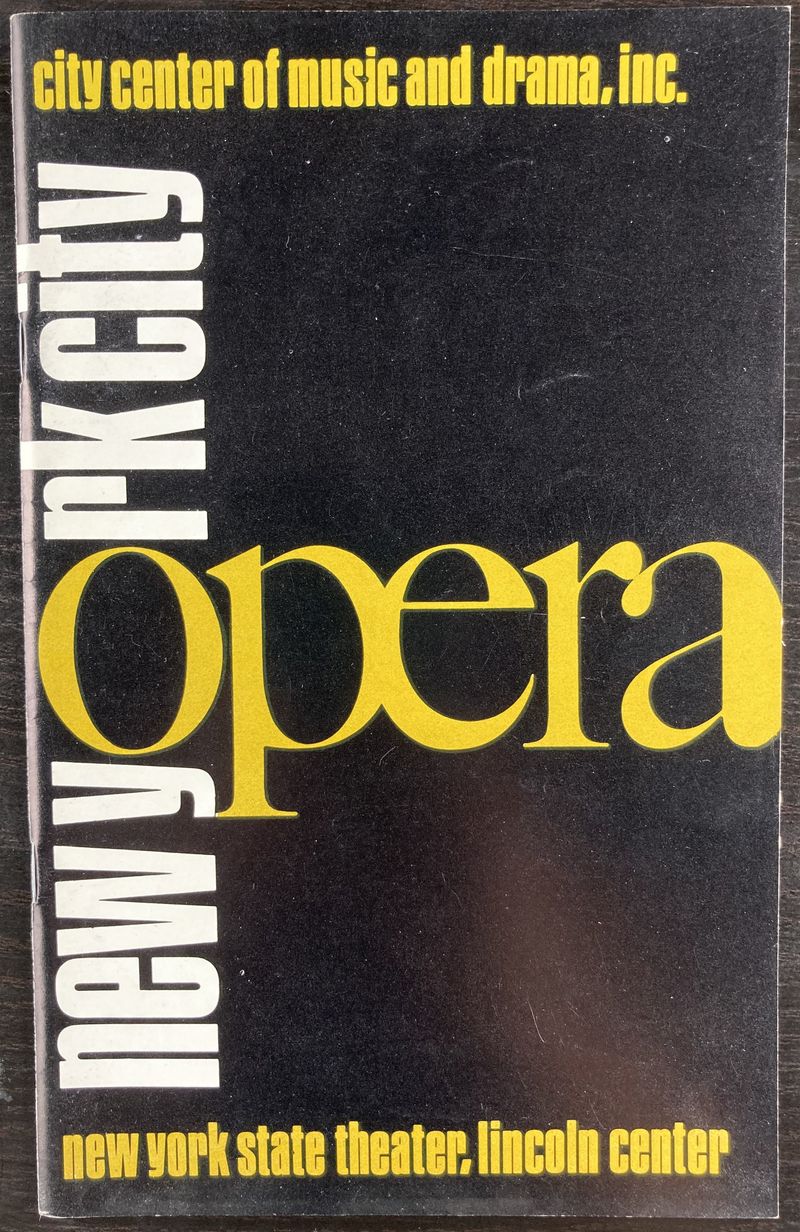 city center of music and drama, inc.
new york city
opera
new york state theater, lincoln center